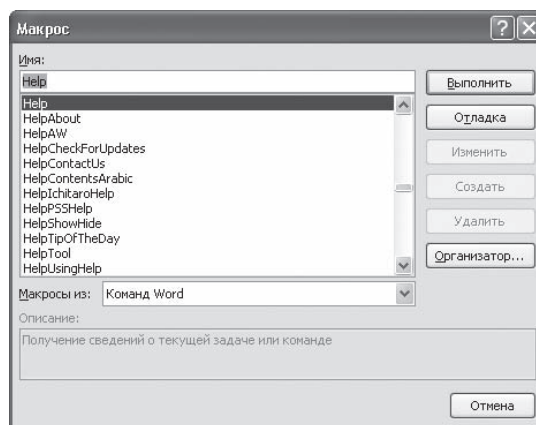 Макрос
Имя:
Help
Help
HelpAbout
HelpAW
HelpCheckForUpdates
HelpContactUs
HelpContentsArabic
HelpIchitaroHelp
HelpPSSHelp
HelpShowHide
HelpTipOfTheDay
HelpTool
HelpUsingHelp
Выполнить
Отладка
Изменить
Создать
Удалить
Организатор...
Макросы из: Команд Word
Описание:
Получение сведений о текущей задаче или команде
Отмена